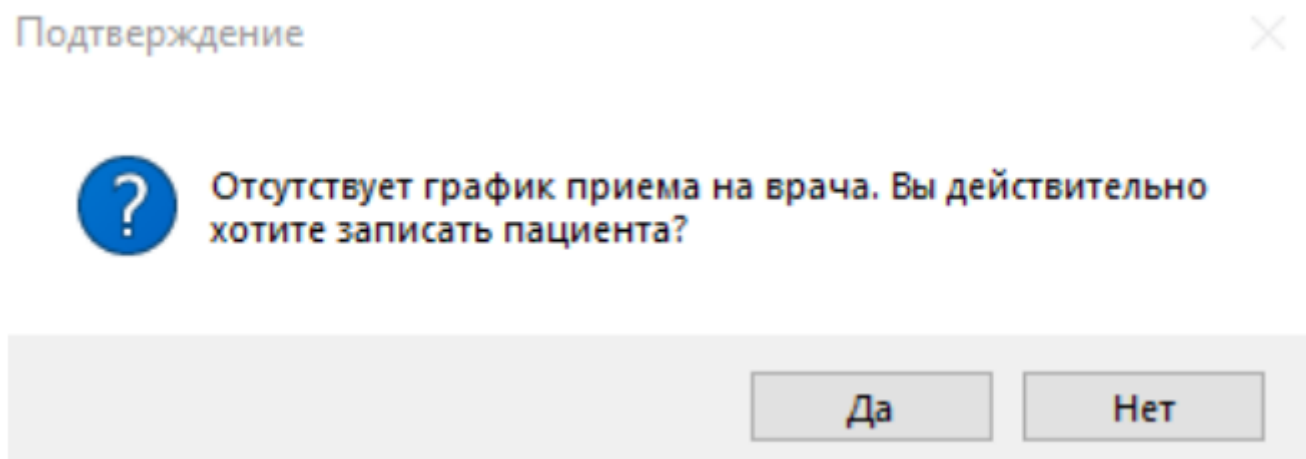 Подтверждение
Отсутствует график приема на врача. Вы действительно
хотите записать пациента?
Да
Нет